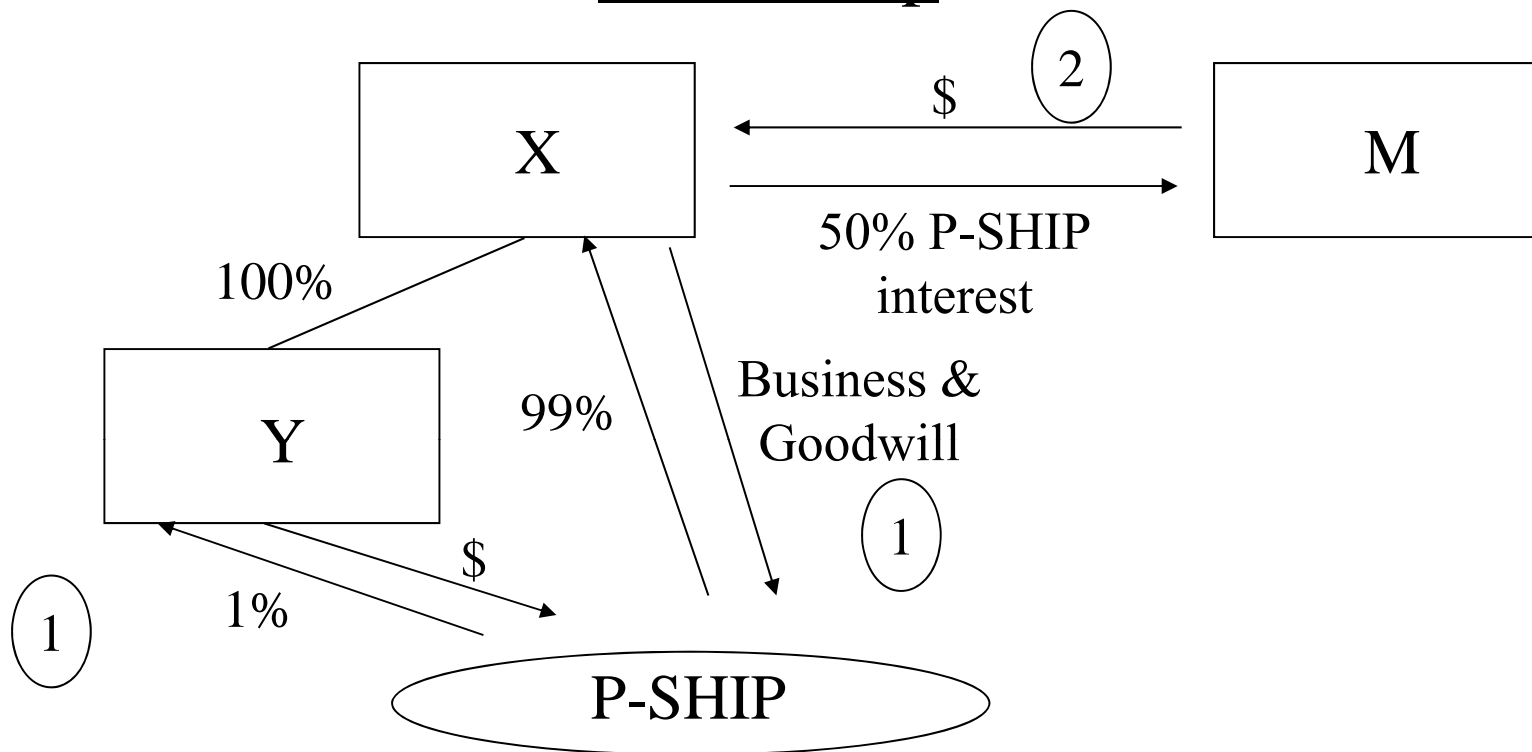 2
$
X
M
50% P-SHIP
interest
100%
Business &
Goodwill
99%
Y
1
$
1%
1
P-SHIP